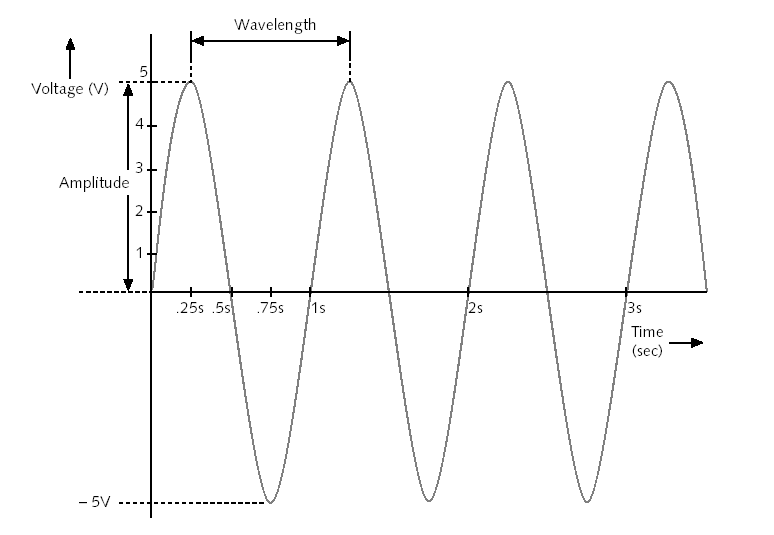 Wavelength
5
Voltage (V)
4
3
Amplitude
2
1
.25s .5s .75s 1s 2s 3s
Time
(sec)
– 5V